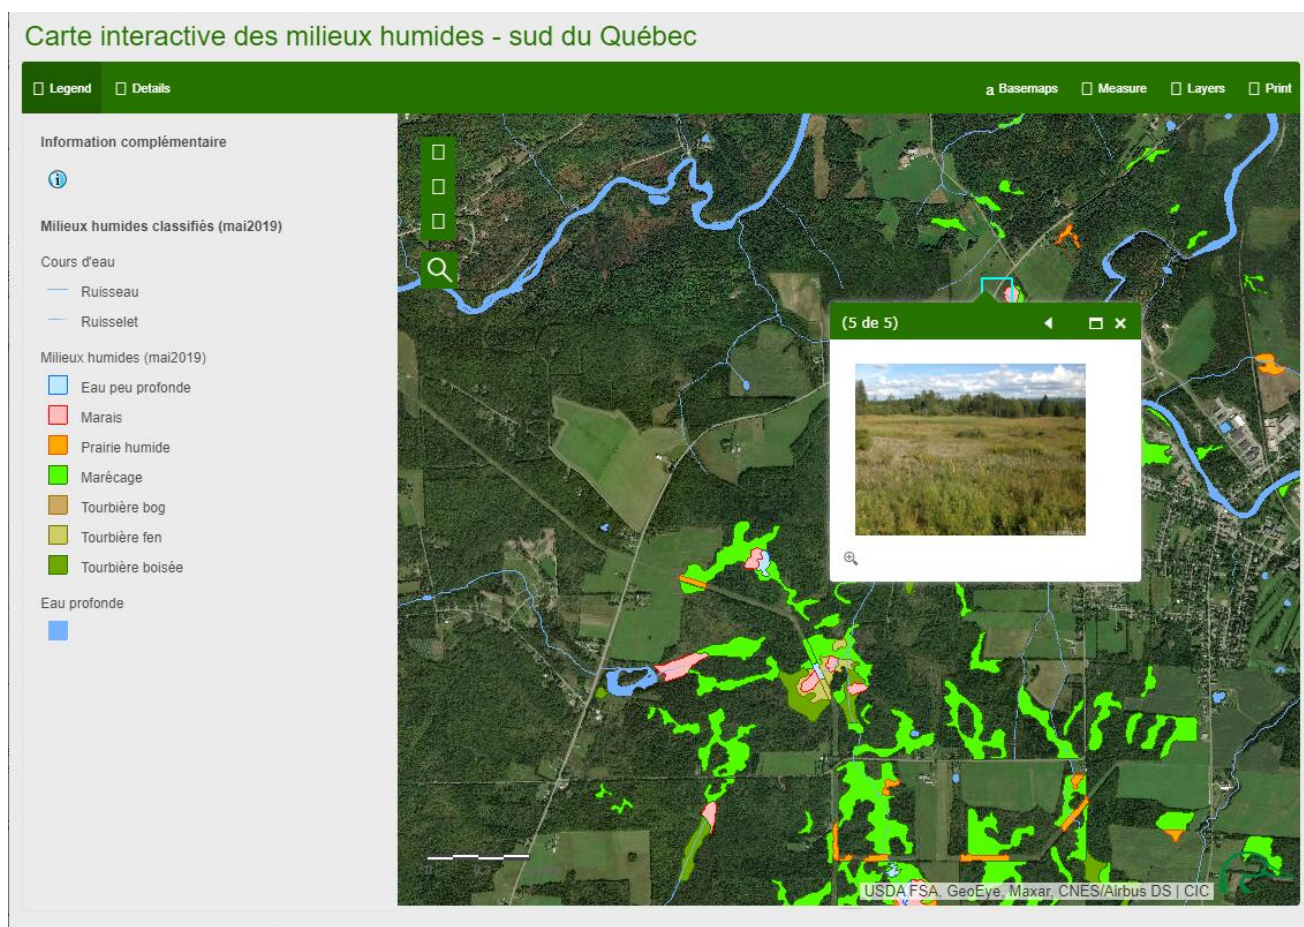 Carte interactive des milieux humides - sud du Québec
Legend
Details
a Basemaps
Measure
Layers
Print
Information complémentaire
Milieux humides classifiés (mai2019)
Cours d'eau
Ruisseau
Ruisselet
Milieux humides (mai2019)
Eau peu profonde
Marais
Prairie humide
Marécage
Tourbière bog
Tourbière fen
Tourbière boisée
Eau profonde
(5 de 5)
USDA FSA, GeoEye, Maxar, CNES/Airbus DS | CIC